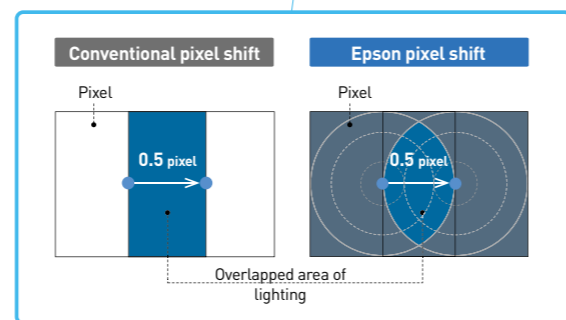 Conventional pixel shift
Epson pixel shift
Pixel
Pixel
0.5 pixel
0.5 pixel
Overlapped area of
lighting